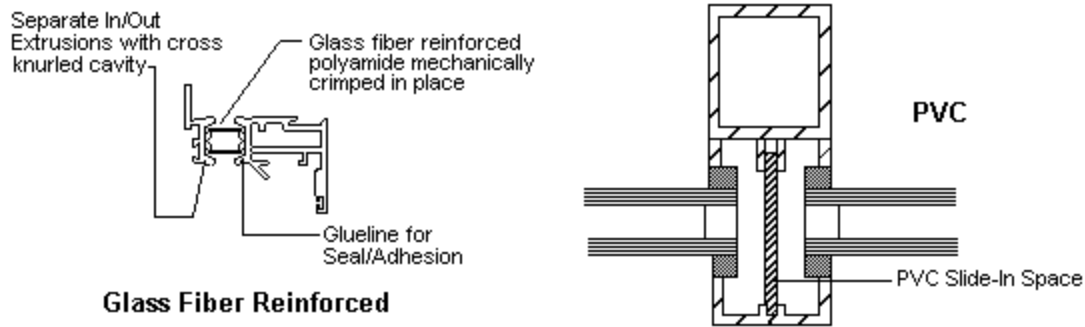 Separate In/Out
Extrusions with cross
knurled cavity
Glass fiber reinforced
polyamide mechanically
crimped in place
Glueline for
Seal/Adhesion
Glass Fiber Reinforced
PVC
PVC Slide-In Space